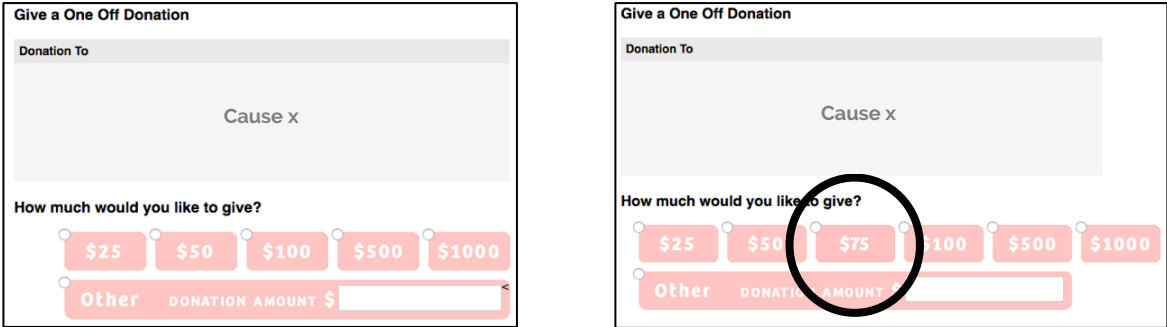 Give a One Off Donation
Donation To
Cause x
How much would you like to give?
$25 $50 $100 $500 $1000
Other DONATION AMOUNT $ <
Give a One Off Donation
Donation To
Cause x
How much would you like to give?
$25 $50 $75 $100 $500 $1000
Other DONATION AMOUNT $